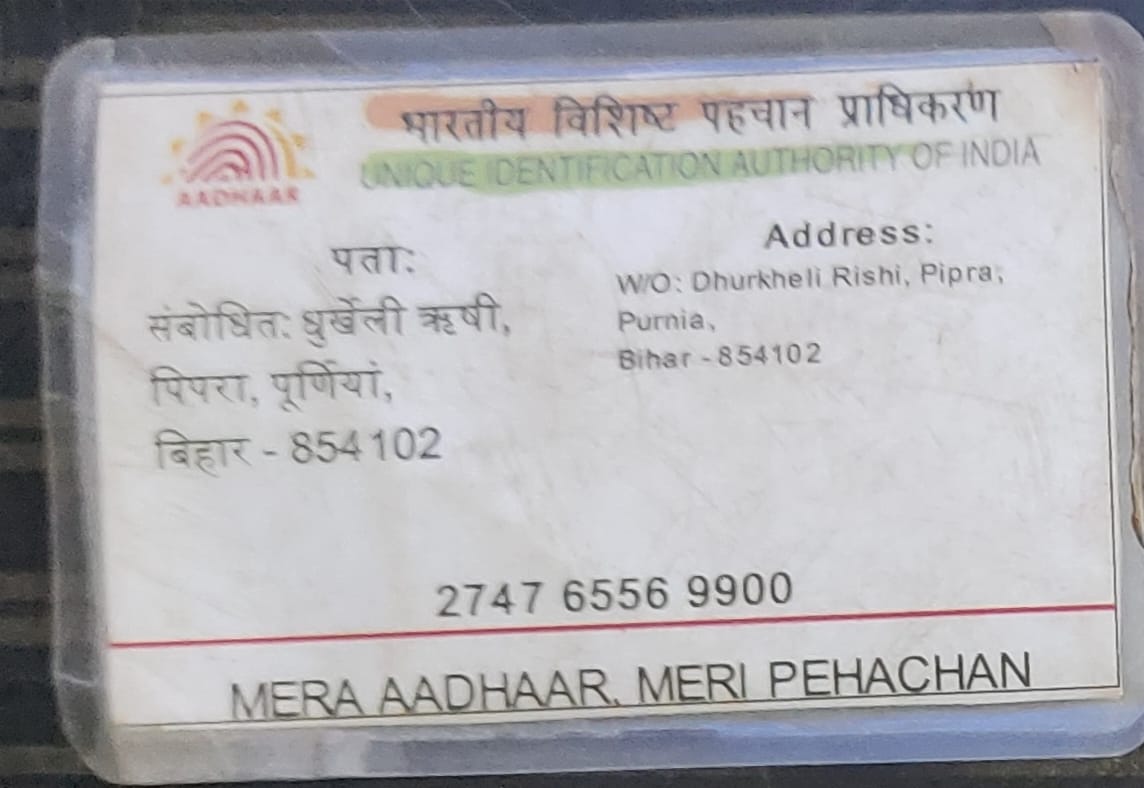 भारतीय विशिष्ट पहचान प्राधिकरण
UNIQUE IDENTIFICATION AUTHORITY OF INDIA
AADHAAR
पता:
संबोधित: धुर्खेली ऋषी,
पिपरा, पूर्णियां,
बिहार - 854102
Address:
W/O: Dhurkheli Rishi, Pipra,
Purnia,
Bihar - 854102
2747 6556 9900
MERA AADHAAR, MERI PEHACHAN